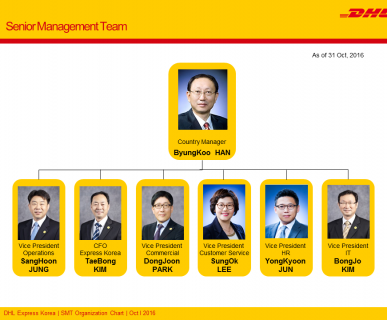 Senior Management Team
DHL
As of 31 Oct, 2016
Country Manager
ByungKoo HAN
Vice President
Operations
SangHoon
JUNG
CFO
Express Korea
TaeBong
KIM
Vice President
Commercial
DongJoon
PARK
Vice President
Customer Service
SungOk
LEE
Vice President
HR
YongKyoon
JUN
Vice President
IT
BongJo
KIM
DHL Express Korea | SMT Organization Chart | Oct I 2016